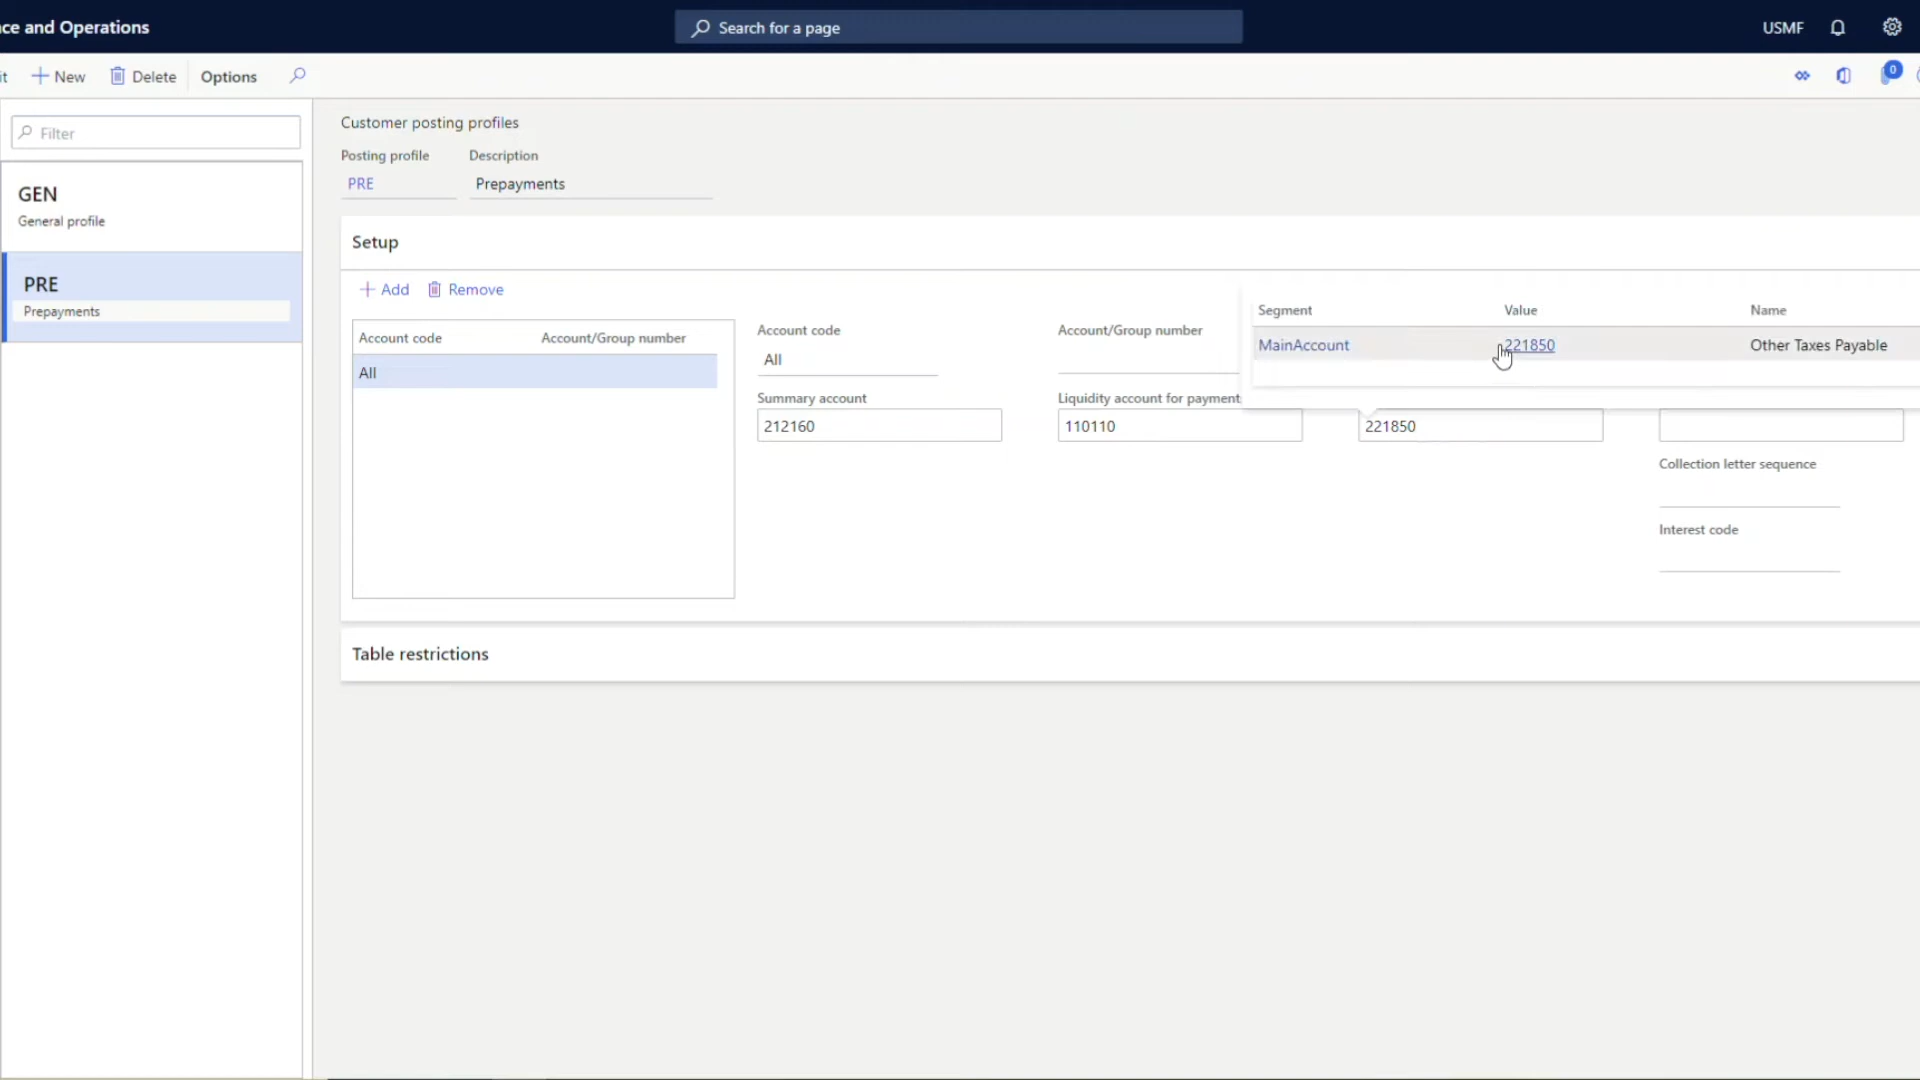 ce and Operations
Search for a page
USMF
it
New
Delete
Options
0
Filter
GEN
General profile
PRE
Prepayments
Customer posting profiles
Posting profile
Description
PRE
Prepayments
Setup
Add
Remove
Account code
Account/Group number
All
Account code
All
Account/Group number
Segment
Value
Name
MainAccount
221850
Other Taxes Payable
Summary account
212160
Liquidity account for payment
110110
221850
Collection letter sequence
Interest code
Table restrictions